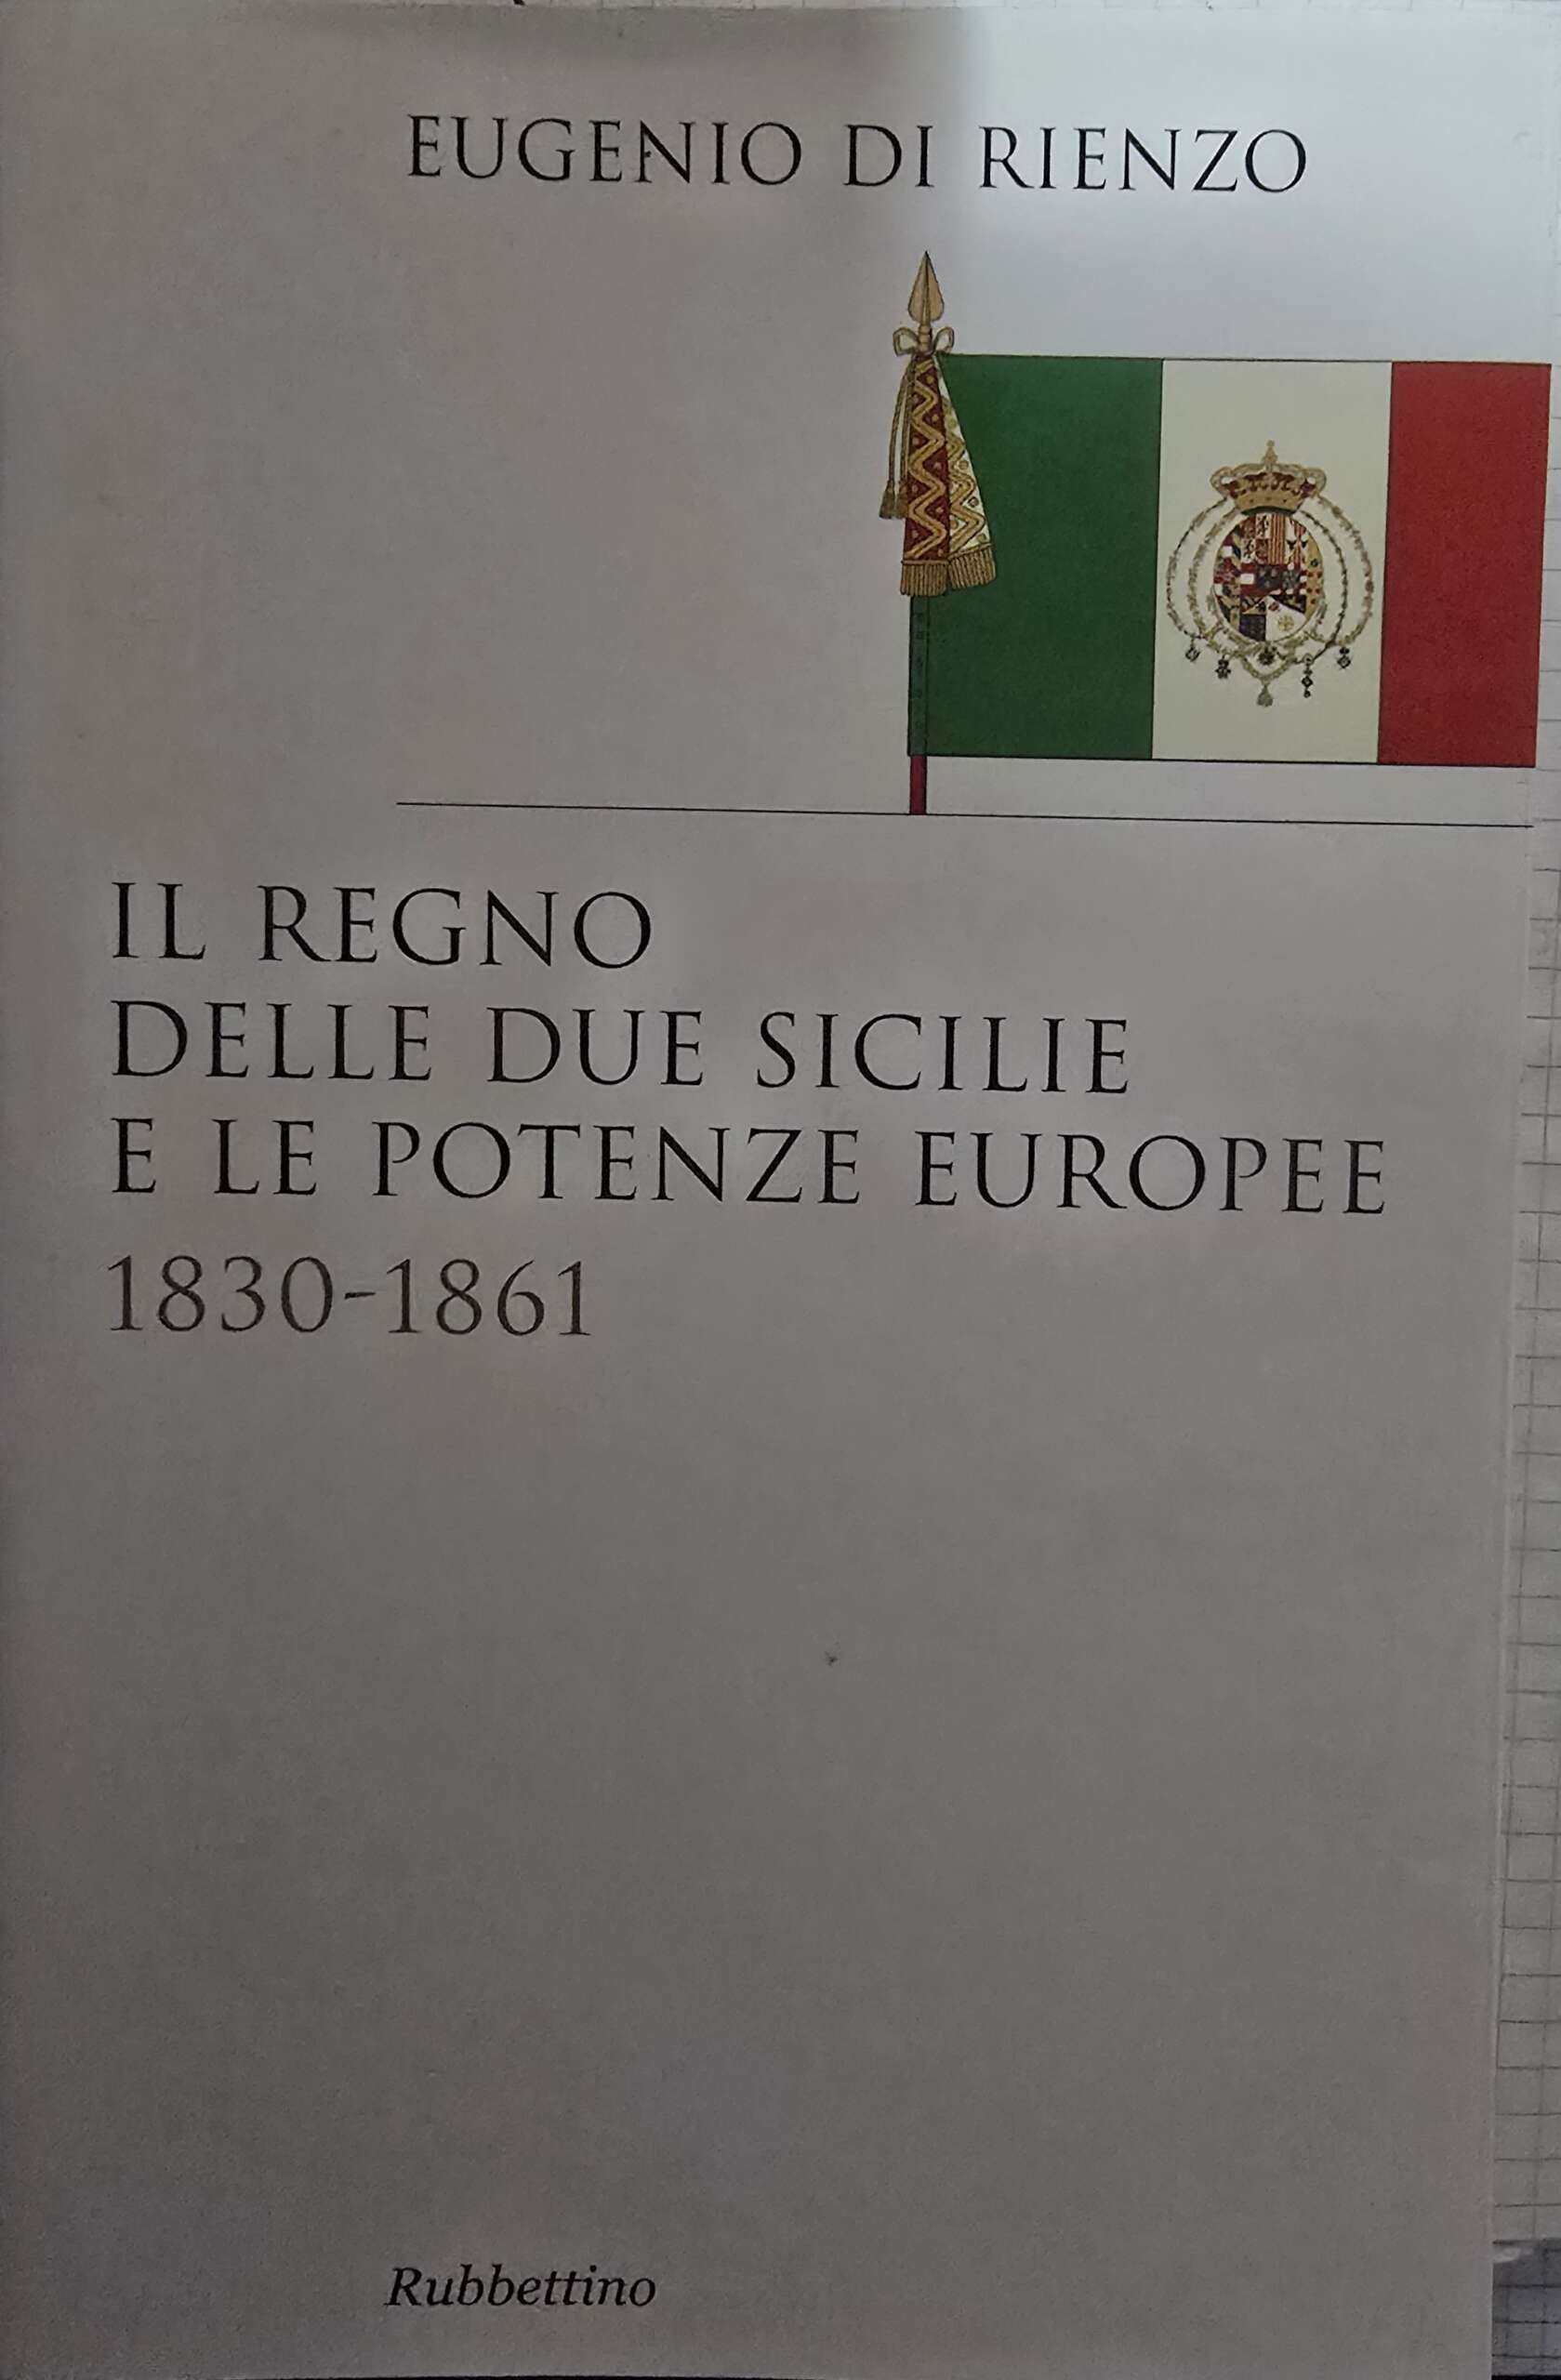 EUGENIO DI RIENZO
IL REGNO
DELLE DUE SICILIE
E LE POTENZE EUROPEE
1830-1861
Rubbettino